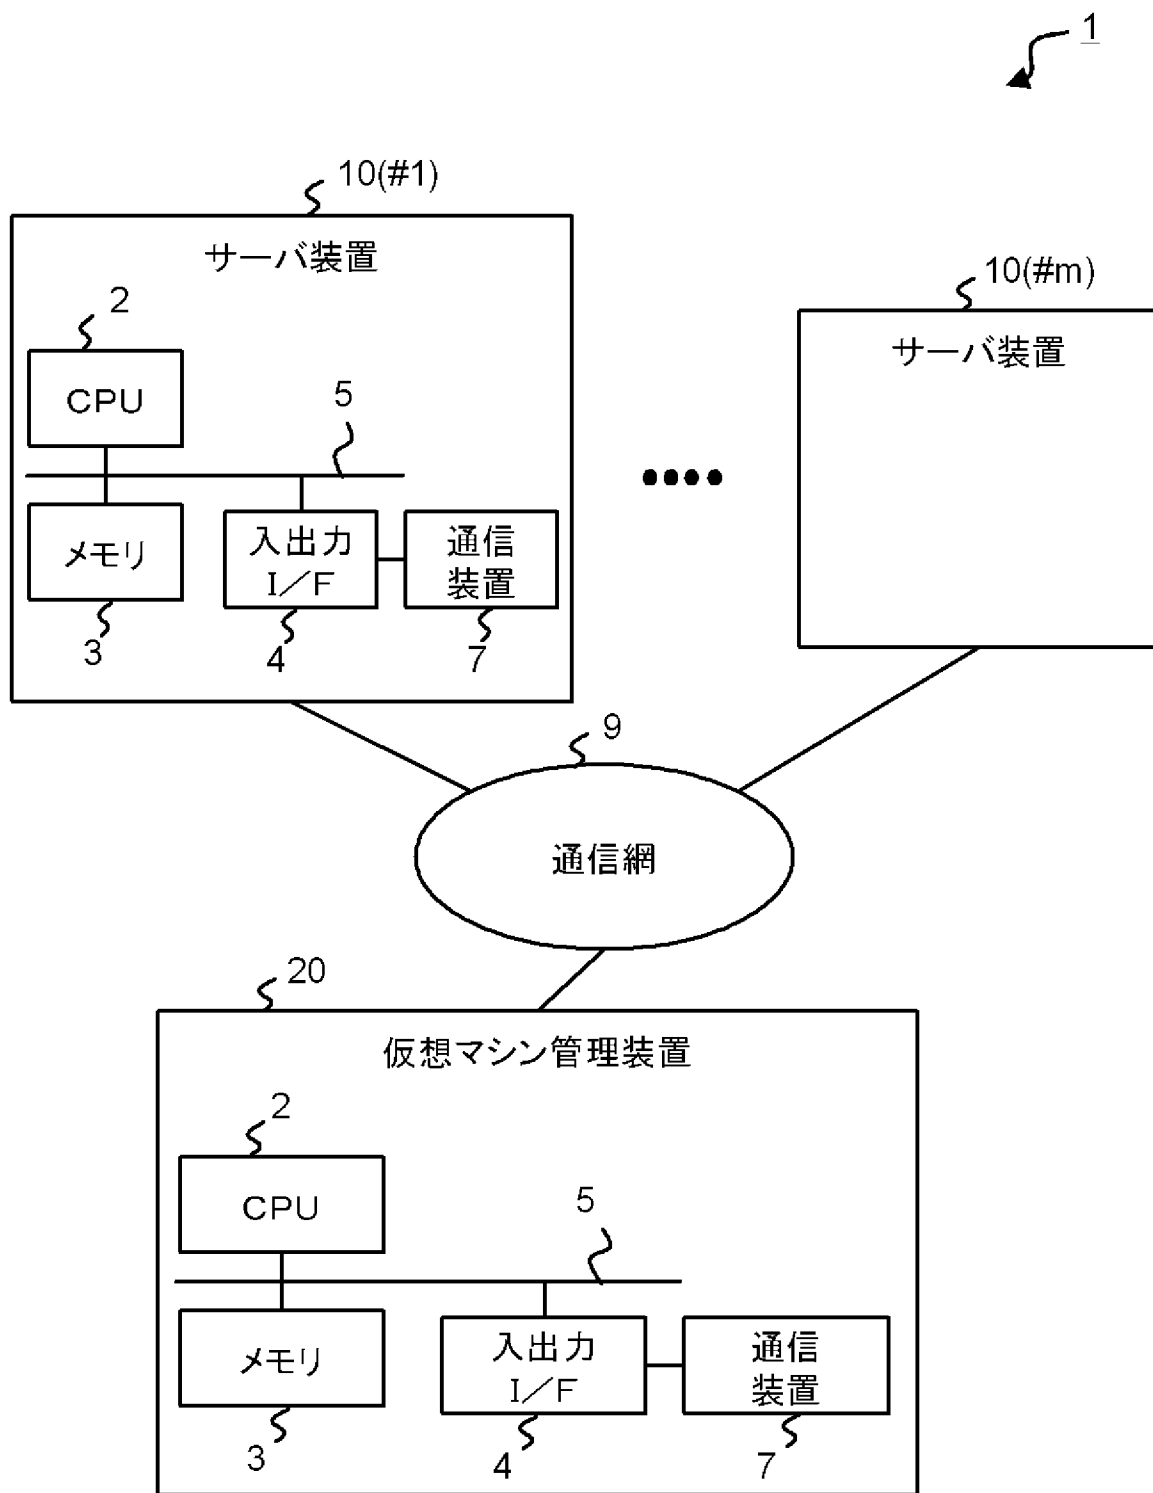 1
10(#1)
サーバ装置
2
CPU
5
メモリ
入出力
I/F
通信
装置
3
4
7
10(#m)
サーバ装置
9
通信網
20
仮想マシン管理装置
2
CPU
5
メモリ
入出力
I/F
通信
装置
3
4
7